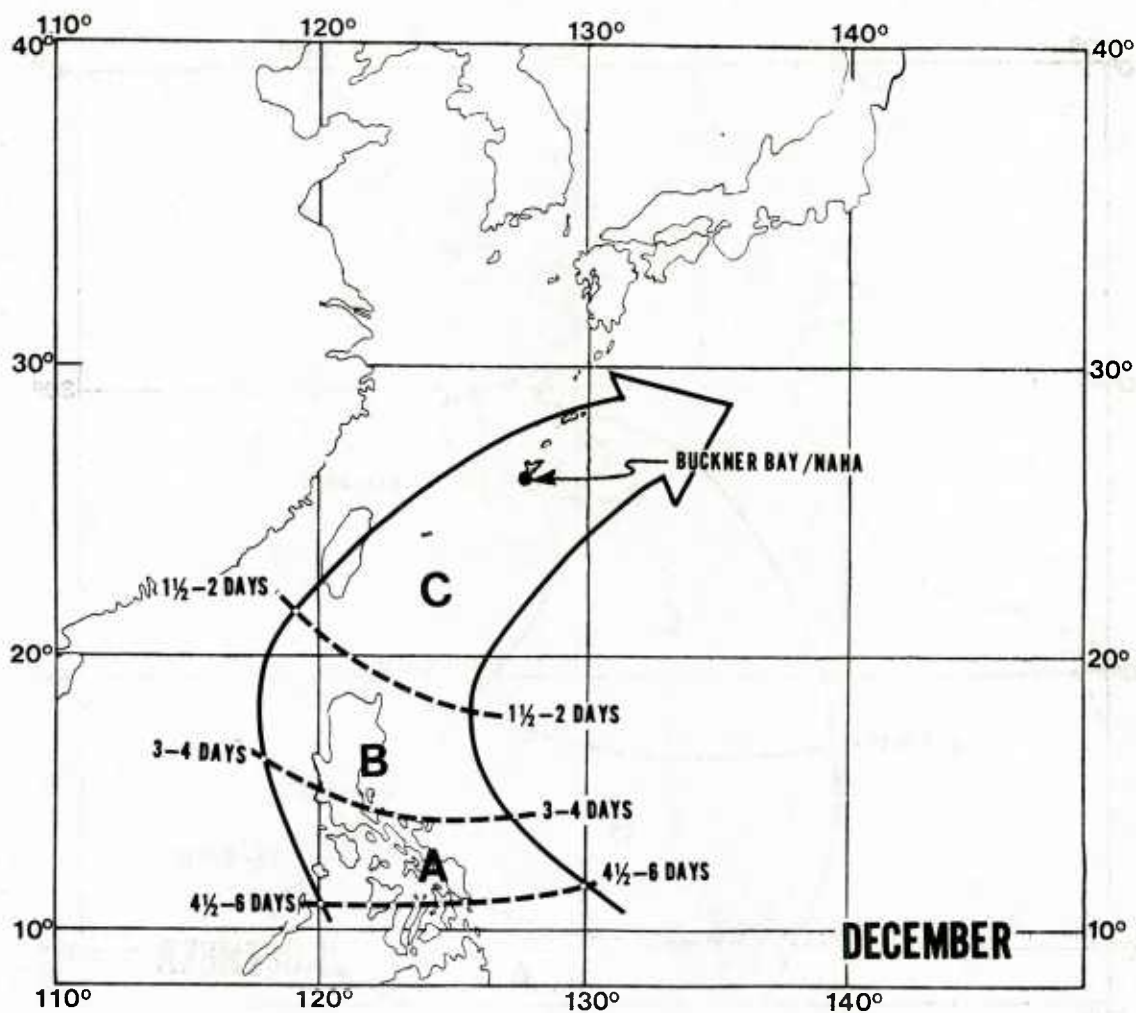 110° 120° 130° 140°
40° 40°
30° 30°
BUCKNER BAY/NAHA
C
1½-2 DAYS
20° 20°
1½-2 DAYS
3-4 DAYS
B
3-4 DAYS
A
4½-6 DAYS
4½-6 DAYS
10° 10°
DECEMBER
110° 120° 130° 140°